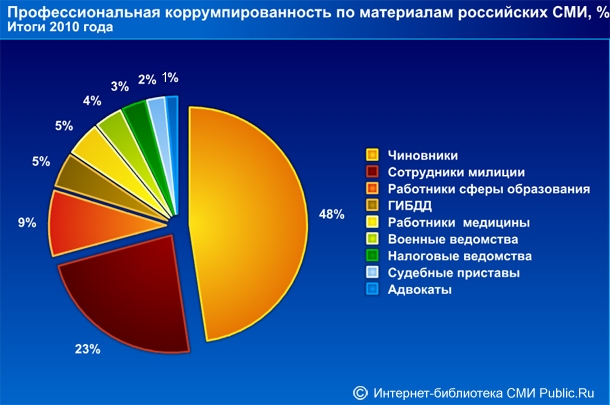 Профессиональная коррумпированность по материалам российских СМИ, %
Итоги 2010 года
1%
2%
3%
4%
5%
5%
9%
23%
48%
Чиновники
Сотрудники милиции
Работники сферы образования
ГИБДД
Работники медицины
Военные ведомства
Налоговые ведомства
Судебные приставы
Адвокаты
© Интернет-библиотека СМИ Public.Ru